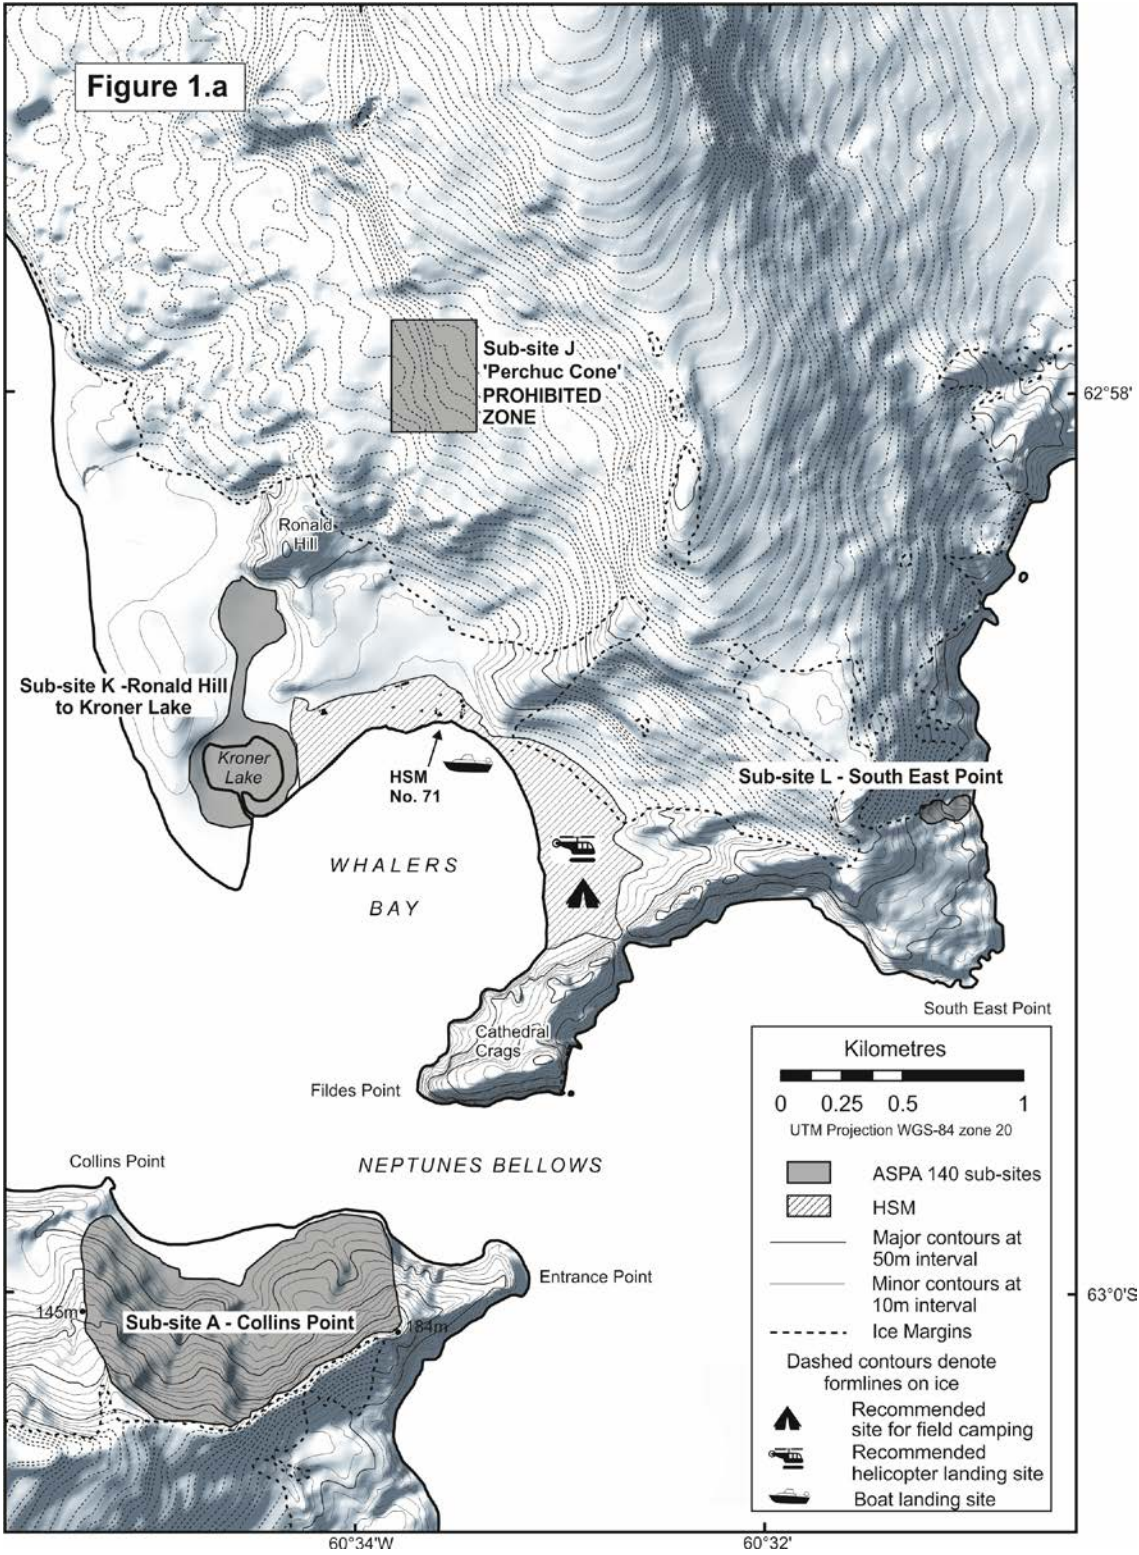 Figure 1.a
Sub-site J
'Perchuc Cone'
PROHIBITED
ZONE
62°58'
Ronald
Hill
Sub-site K -Ronald Hill
to Kroner Lake
Kroner
Lake
HSM
No. 71
Sub-site L - South East Point
WHALERS
BAY
South East Point
Cathedral
Crags
Fildes Point
Collins Point
NEPTUNES BELLOWS
Entrance Point
145m
Sub-site A - Collins Point
184m
63°0'S
Kilometres
0 0.25 0.5 1
UTM Projection WGS-84 zone 20
ASPA 140 sub-sites
HSM
Major contours at
50m interval
Minor contours at
10m interval
Ice Margins
Dashed contours denote
formlines on ice
Recommended
site for field camping
Recommended
helicopter landing site
Boat landing site
60°34'W
60°32'